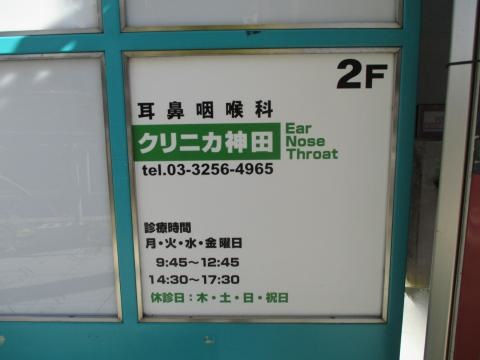 2F
耳鼻咽喉科
クリニカ神田
Ear
Nose
Throat
tel.03-3256-4965
診療時間
月・火・水・金曜日
9:45～12:45
14:30～17:30
休診日：木・土・日・祝日